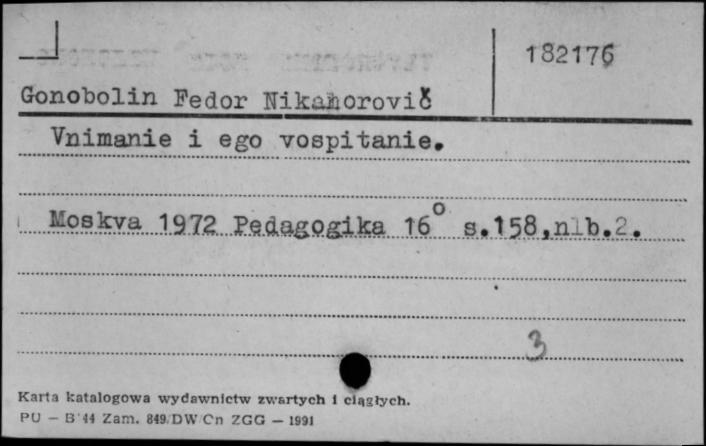 182176
Gonobolin Fedor Nikanorovič
Vnimanie i ego vospitanie.
Moskva 1972 Pedagogika 16° s.158,nlb.2.
3
Karta katalogowa wydawnictw zwartych i ciągłych.
PU — B 44 Zam. 849/DW/Cn ZGG — 1991